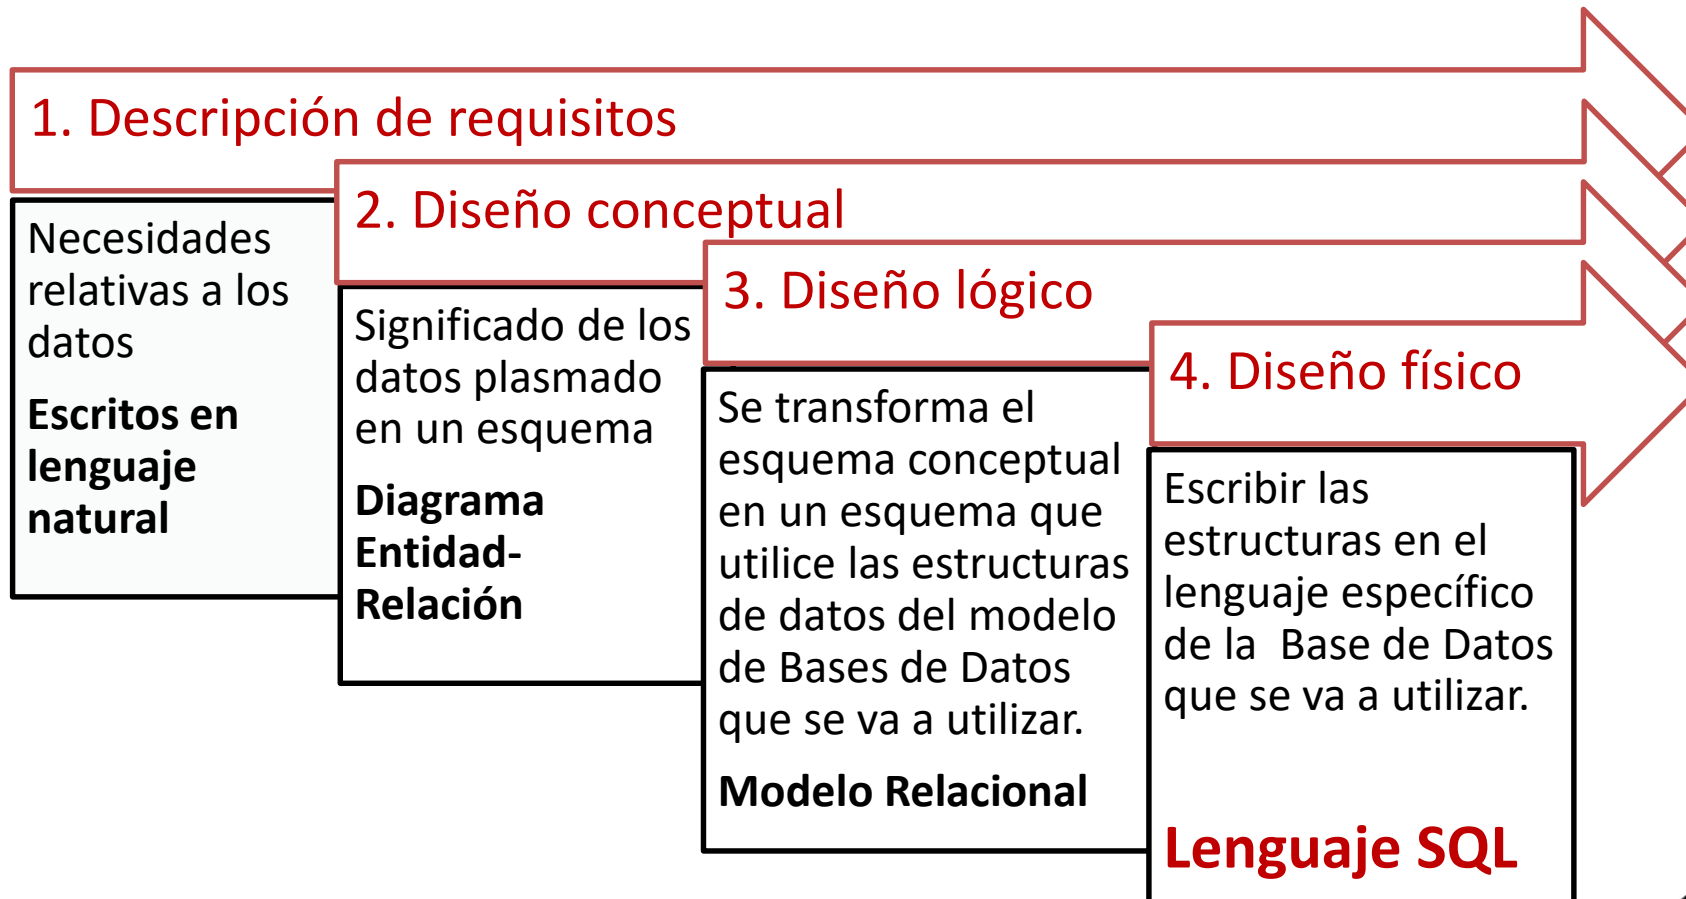 1. Descripción de requisitos
Necesidades
relativas a los
datos
Escritos en
lenguaje
natural
2. Diseño conceptual
Significado de los
datos plasmado
en un esquema
Diagrama
Entidad-
Relación
3. Diseño lógico
Se transforma el
esquema conceptual
en un esquema que
utilice las estructuras
de datos del modelo
de Bases de Datos
que se va a utilizar.
Modelo Relacional
4. Diseño físico
Escribir las
estructuras en el
lenguaje específico
de la  Base de Datos
que se va a utilizar.
Lenguaje SQL